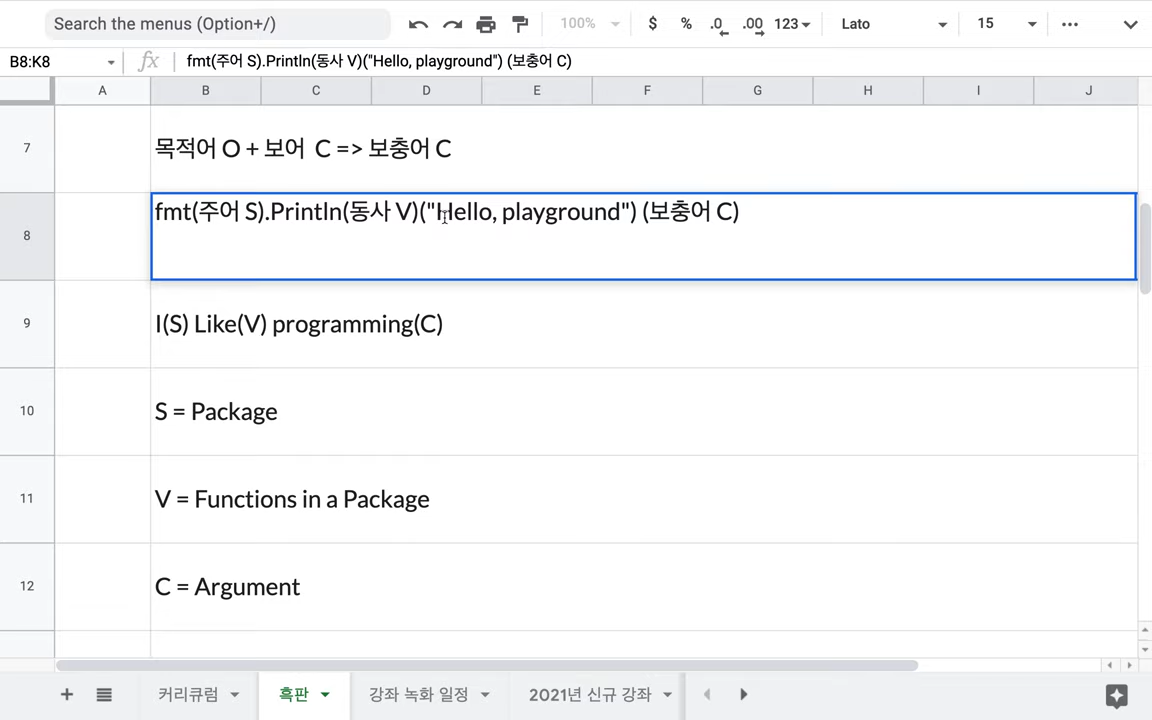 Search the menus (Option+/)
100%
$ % .0 .00 123
Lato
15
B8:K8
fx
fmt(주어 S).Println(동사 V)("Hello, playground") (보충어 C)
A B C D E F G H I J
7
목적어 O + 보어 C => 보충어 C
8
fmt(주어 S).Println(동사 V)("Hello, playground") (보충어 C)
9
I(S) Like(V) programming(C)
10
S = Package
11
V = Functions in a Package
12
C = Argument
커리큘럼 흑판 강좌 녹화 일정 2021년 신규 강좌